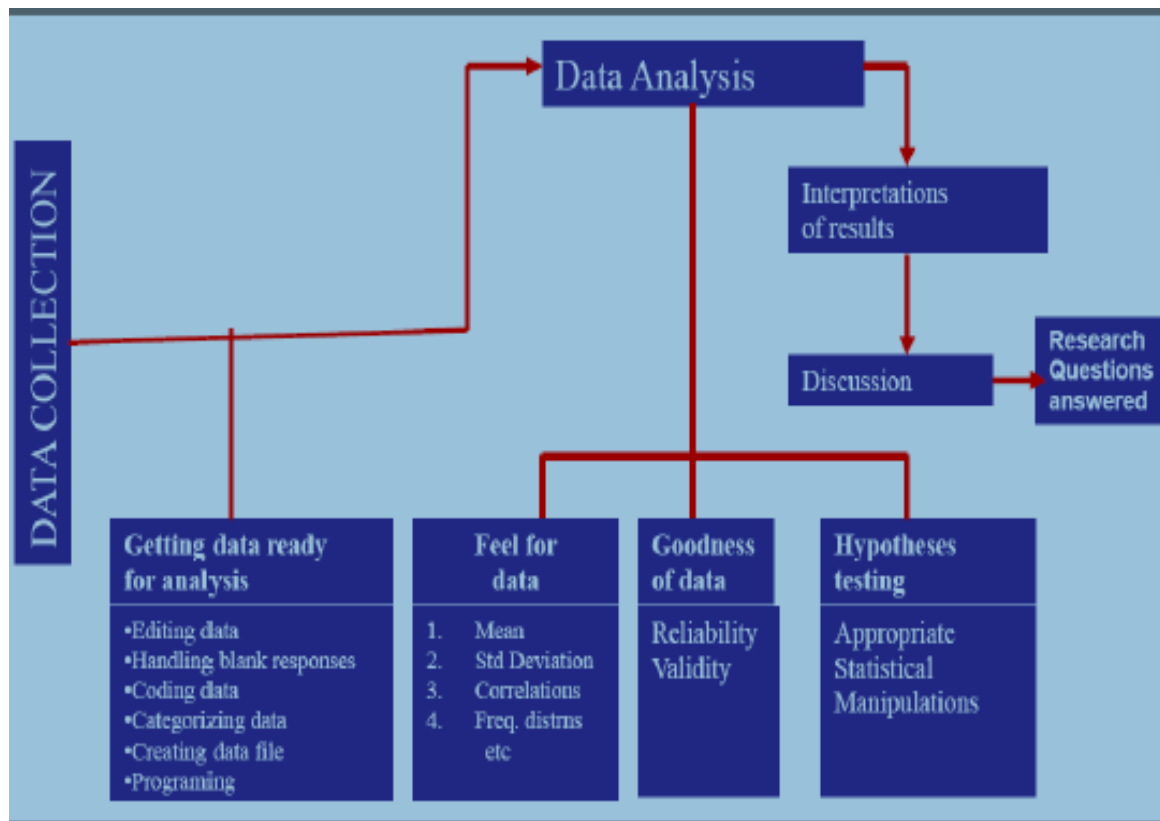 Data Analysis
DATA COLLECTION
Interpretations
of results
Discussion
Research
Questions
answered
Getting data ready
for analysis
•Editing data
•Handling blank responses
•Coding data
•Categorizing data
•Creating data file
•Programing
Feel for
data
1. Mean
2. Std Deviation
3. Correlations
4. Freq. distrns
etc
Goodness
of data
Reliability
Validity
Hypotheses
testing
Appropriate
Statistical
Manipulations